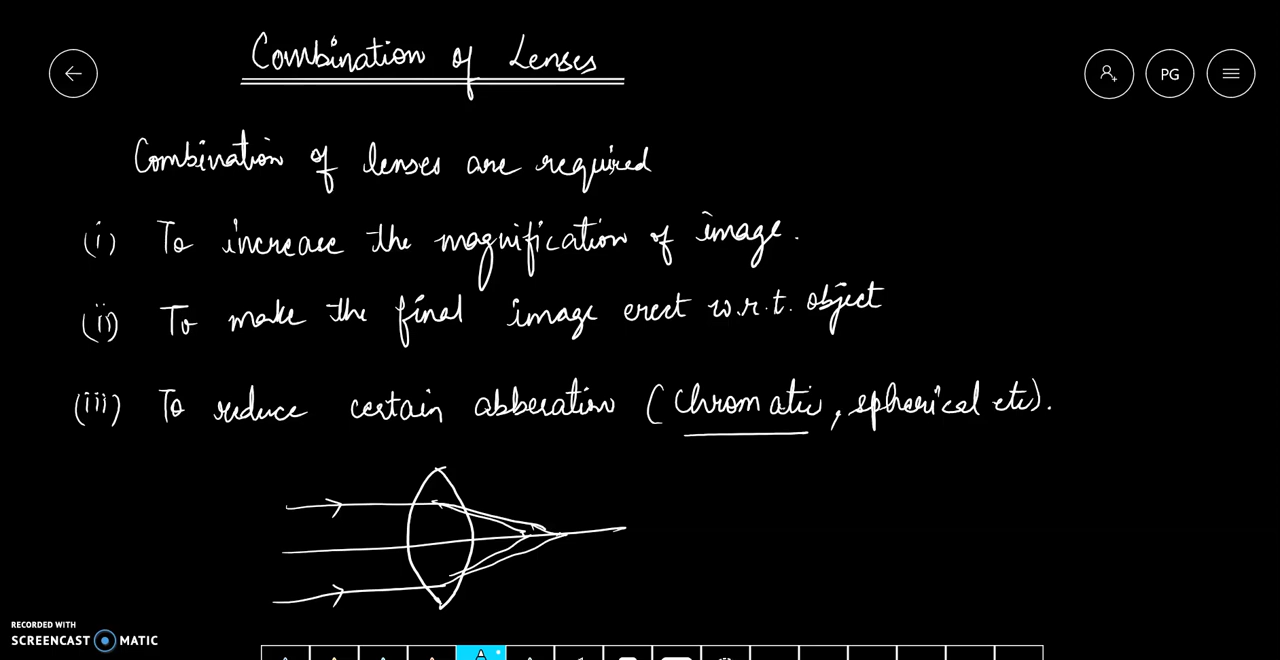 Combination of Lenses
PG
Combination of lenses are required
(i) To increase the magnification of image.
(ii) To make the final image erect w.r.t. object
(iii) To reduce certain abberation (Chromatic, spherical etc).
RECORDED WITH
SCREENCAST MATIC